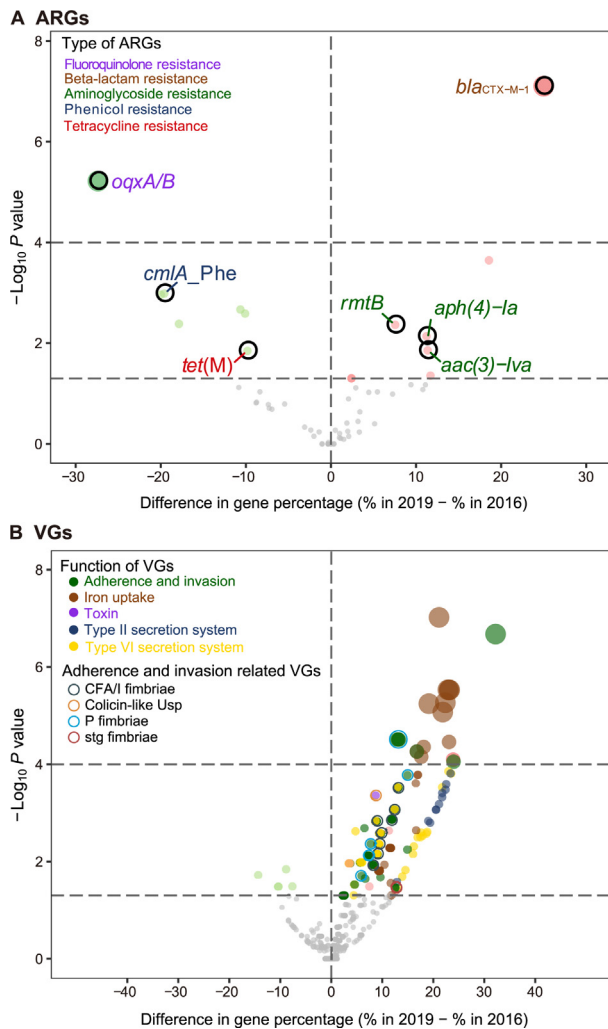 A ARGs
8
Type of ARGs
Fluoroquinolone resistance
Beta-lactam resistance
Aminoglycoside resistance
Phenicol resistance
Tetracycline resistance
blaCTX−M−1
6
oqxA/B
−Log10 P value
4
cmlA_Phe
rmtB
aph(4)−Ia
2
tet(M)
aac(3)−Iva
0
−30 −20 −10 0 10 20 30
Difference in gene percentage (% in 2019 − % in 2016)
B VGs
8
Function of VGs
Adherence and invasion
Iron uptake
Toxin
Type II secretion system
Type VI secretion system
6
Adherence and invasion related VGs
CFA/I fimbriae
Colicin-like Usp
P fimbriae
stg fimbriae
−Log10 P value
4
2
0
−40 −30 −20 −10 0 10 20 30 40
Difference in gene percentage (% in 2019 − % in 2016)